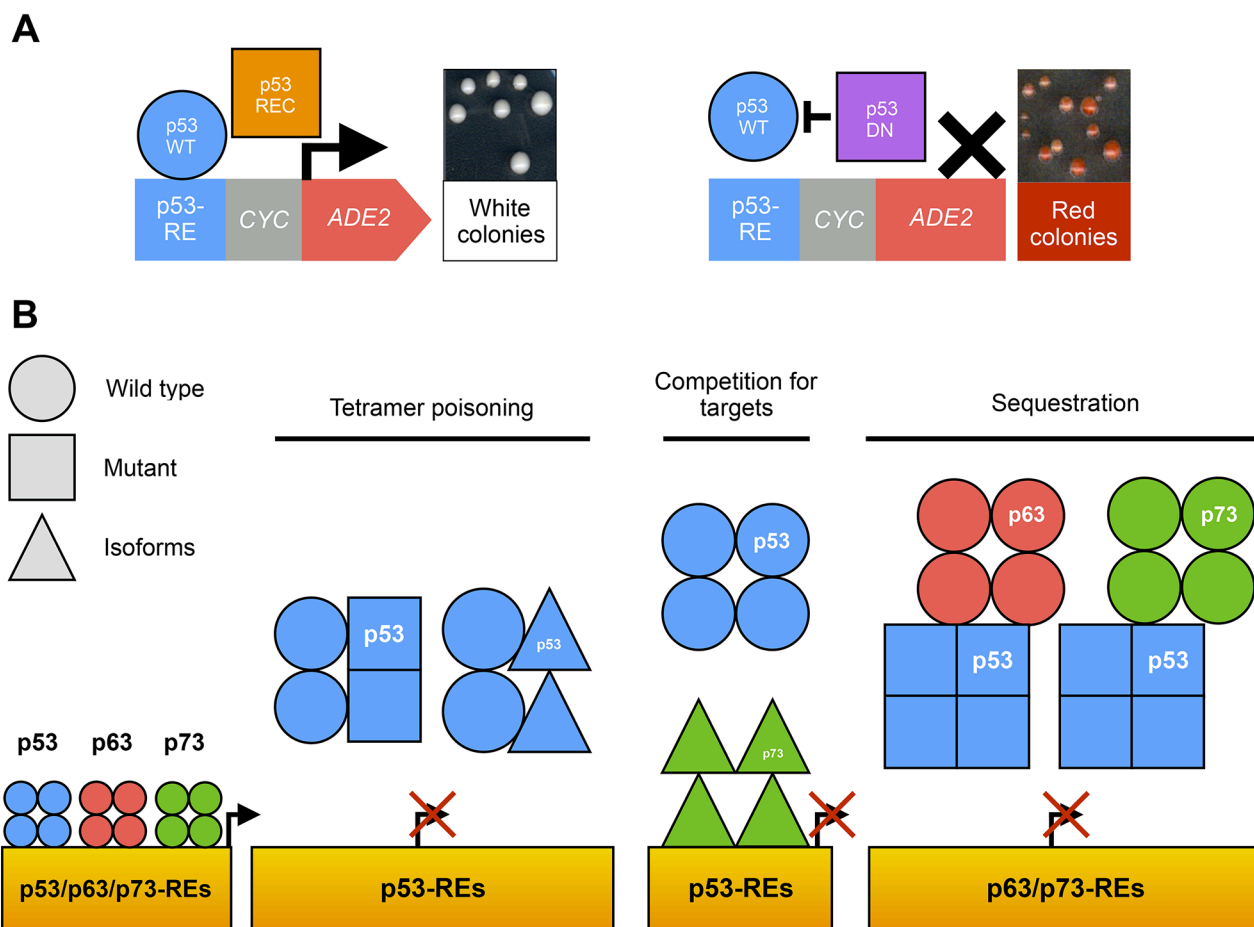 A
p53
WT
p53
REC
p53-
RE
CYC
ADE2
White
colonies
p53
WT
p53
DN
p53-
RE
CYC
ADE2
Red
colonies
B
Wild type
Mutant
Isoforms
Tetramer poisoning
Competition for
targets
Sequestration
p53
p53
p53
p73
p63
p73
p53
p53
p53
p63
p73
p53/p63/p73-REs
p53-REs
p53-REs
p63/p73-REs